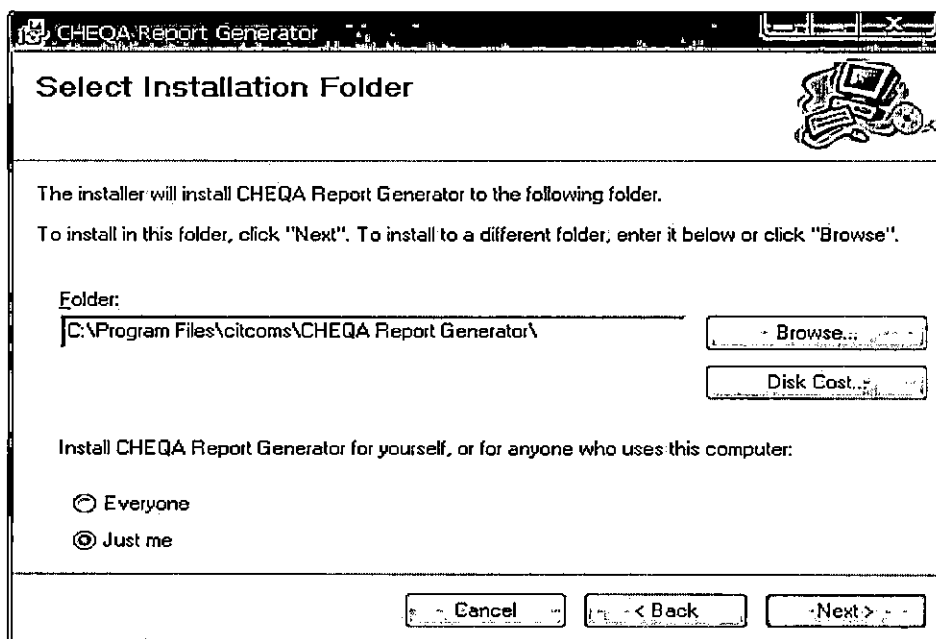 CHEQA Report Generator
Select Installation Folder
The installer will install CHEQA Report Generator to the following folder.
To install in this folder, click "Next". To install to a different folder, enter it below or click "Browse".
Folder:
C:\Program Files\citcoms\CHEQA Report Generator\
Browse...
Disk Cost...
Install CHEQA Report Generator for yourself, or for anyone who uses this computer:
Everyone
Just me
Cancel
< Back
Next >